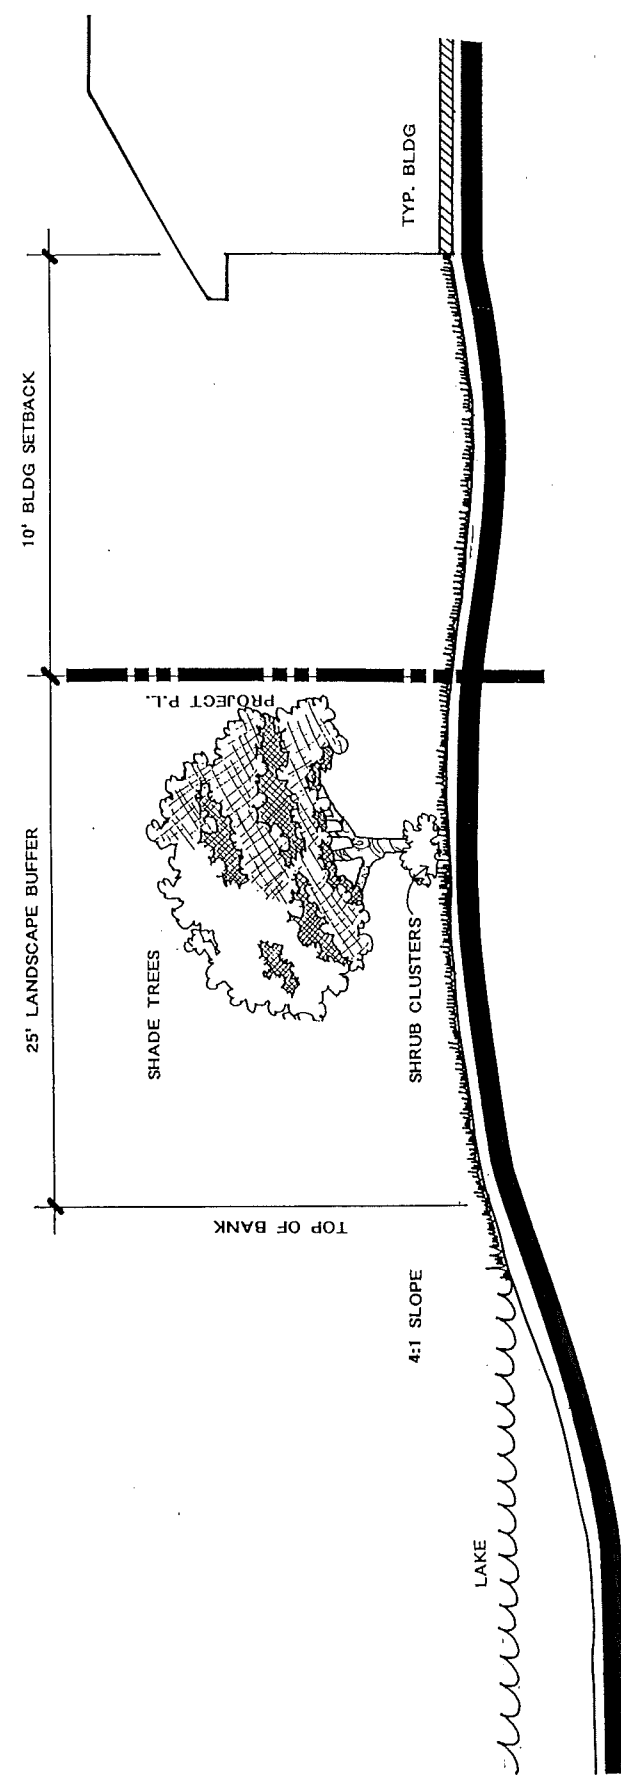 25' LANDSCAPE BUFFER
10' BLDG SETBACK
SHADE TREES
PROJECT P.L.
TOP OF BANK
4:1 SLOPE
SHRUB CLUSTERS
TYP. BLDG
LAKE